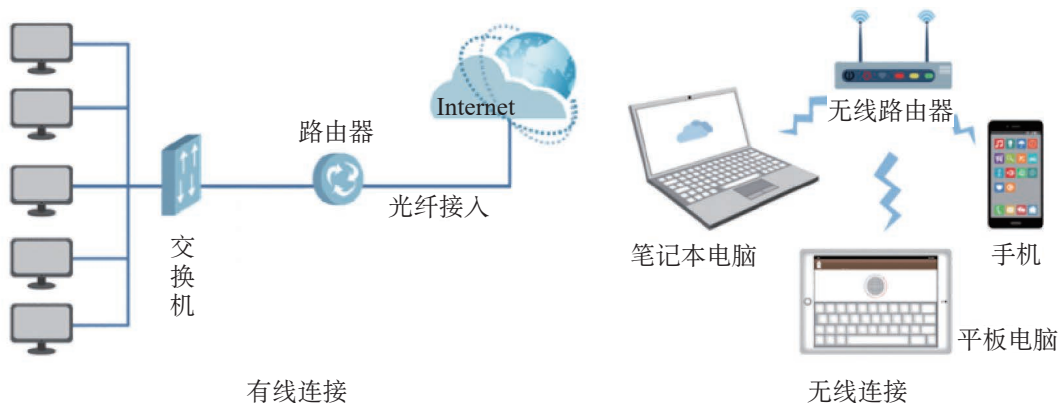 Internet
路由器
光纤接入
交换机
有线连接
无线路由器
笔记本电脑
手机
平板电脑
无线连接